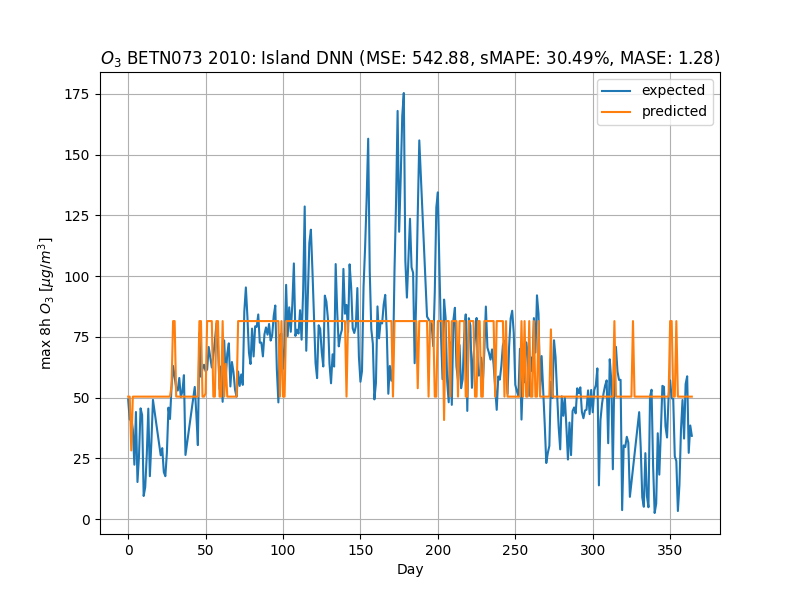 O₃ BETN073 2010: Island DNN (MSE: 542.88, sMAPE: 30.49%, MASE: 1.28)
expected
predicted
max 8h O₃ [μg/m³]
175
150
125
100
75
50
25
0
0 50 100 150 200 250 300 350
Day